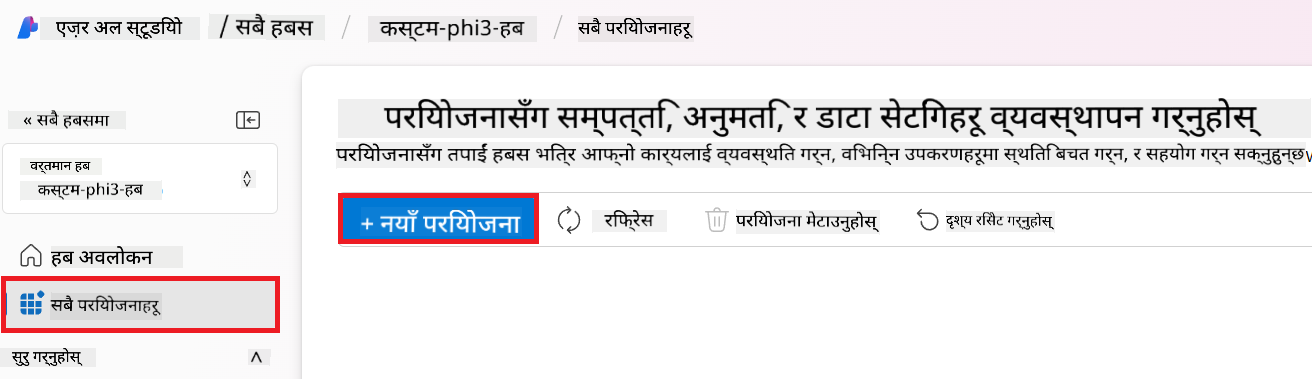 एज़र अल स्टूडियो / सबै हबस / कस्टम-phi3-हब / सबै परियोजनाहरू
« सबै हबसमा
वर्तमान हब
कस्टम-phi3-हब
हब अवलोकन
सबै परियोजनाहरू
सुरु गर्नुहोस्
परियोजनासँग सम्पत्ति, अनुमति, र डाटा सेटिंगहरू व्यवस्थापन गर्नुहोस्
परियोजनासँग तपाईं हबस भित्र आफ्नो कार्यलाई व्यवस्थित गर्न, विभिन्न उपकरणहरूमा स्थिति बचत गर्न, र सहयोग गर्न सक्नुहुन्छ
+ नयाँ परियोजना रिफ्रेस परियोजना मेटाउनुहोस् दृश्य रिसेट गर्नुहोस्